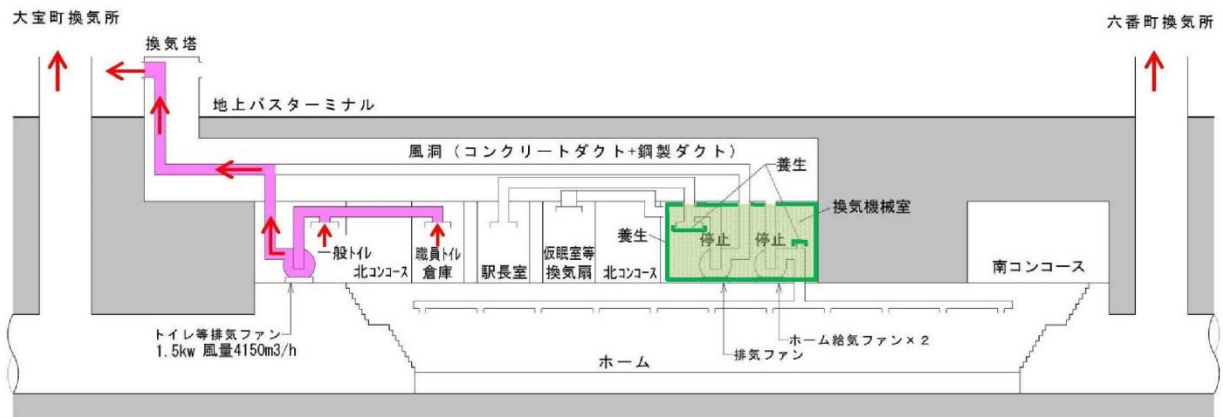 大宝町換気所
六番町換気所
換気塔
地上バスターミナル
風洞（コンクリートダクト+鋼製ダクト）
養生
換気機械室
養生
停止
停止
一般トイレ
北コンコース
職員トイレ
倉庫
駅長室
仮眠室等
換気扇
北コンコース
南コンコース
トイレ等排気ファン
1.5kw 風量4150m3/h
ホーム給気ファン×2
排気ファン
ホーム